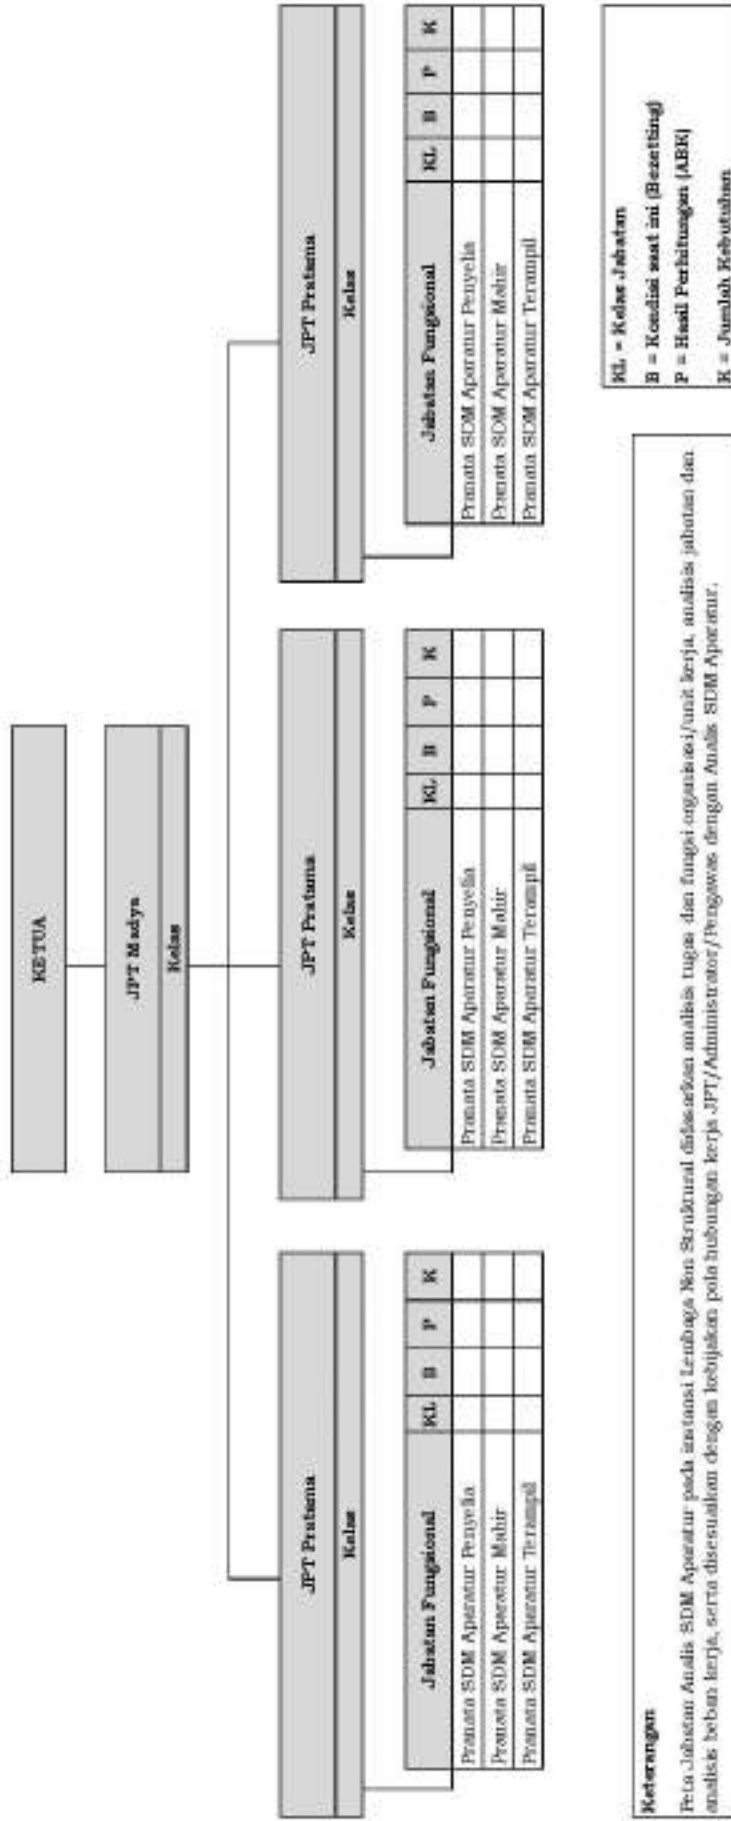 KETUA
JPT Madya
Kelas
JPT Pratama
Kelas
Jabatan Fungsional KL B P K
Pranata SDM Aparatur Penyelia
Pranata SDM Aparatur Mahir
Pranata SDM Aparatur Terampil
JPT Pratama
Kelas
Jabatan Fungsional KL B P K
Pranata SDM Aparatur Penyelia
Pranata SDM Aparatur Mahir
Pranata SDM Aparatur Terampil
JPT Pratama
Kelas
Jabatan Fungsional KL B P K
Pranata SDM Aparatur Penyelia
Pranata SDM Aparatur Mahir
Pranata SDM Aparatur Terampil
Keterangan
Peta Jabatan Analis SDM Aparatur pada instansi Lembaga Non Struktural didasarkan analisis tugas dan fungsi organisasi/unit kerja, analisis jabatan dan
analisis beban kerja, serta disesuaikan dengan kebijakan pola hubungan kerja JPT/Administrator/Pengawas dengan Analis SDM Aparatur.
KL = Kelas Jabatan
B = Kondisi saat ini (Bezetting)
P = Hasil Perhitungan (ABK)
K = Jumlah Kebutuhan